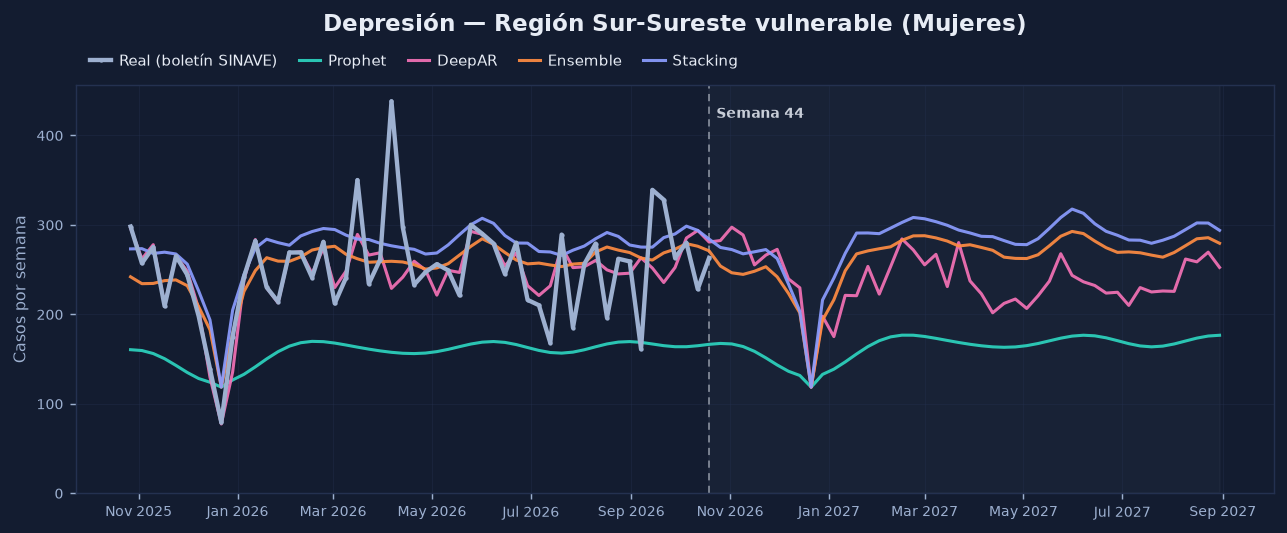 Depresión — Región Sur-Sureste vulnerable (Mujeres)
Real (boletín SINAVE) Prophet DeepAR Ensemble Stacking
Semana 44
Casos por semana
400
300
200
100
0
Nov 2025 Jan 2026 Mar 2026 May 2026 Jul 2026 Sep 2026 Nov 2026 Jan 2027 Mar 2027 May 2027 Jul 2027 Sep 2027